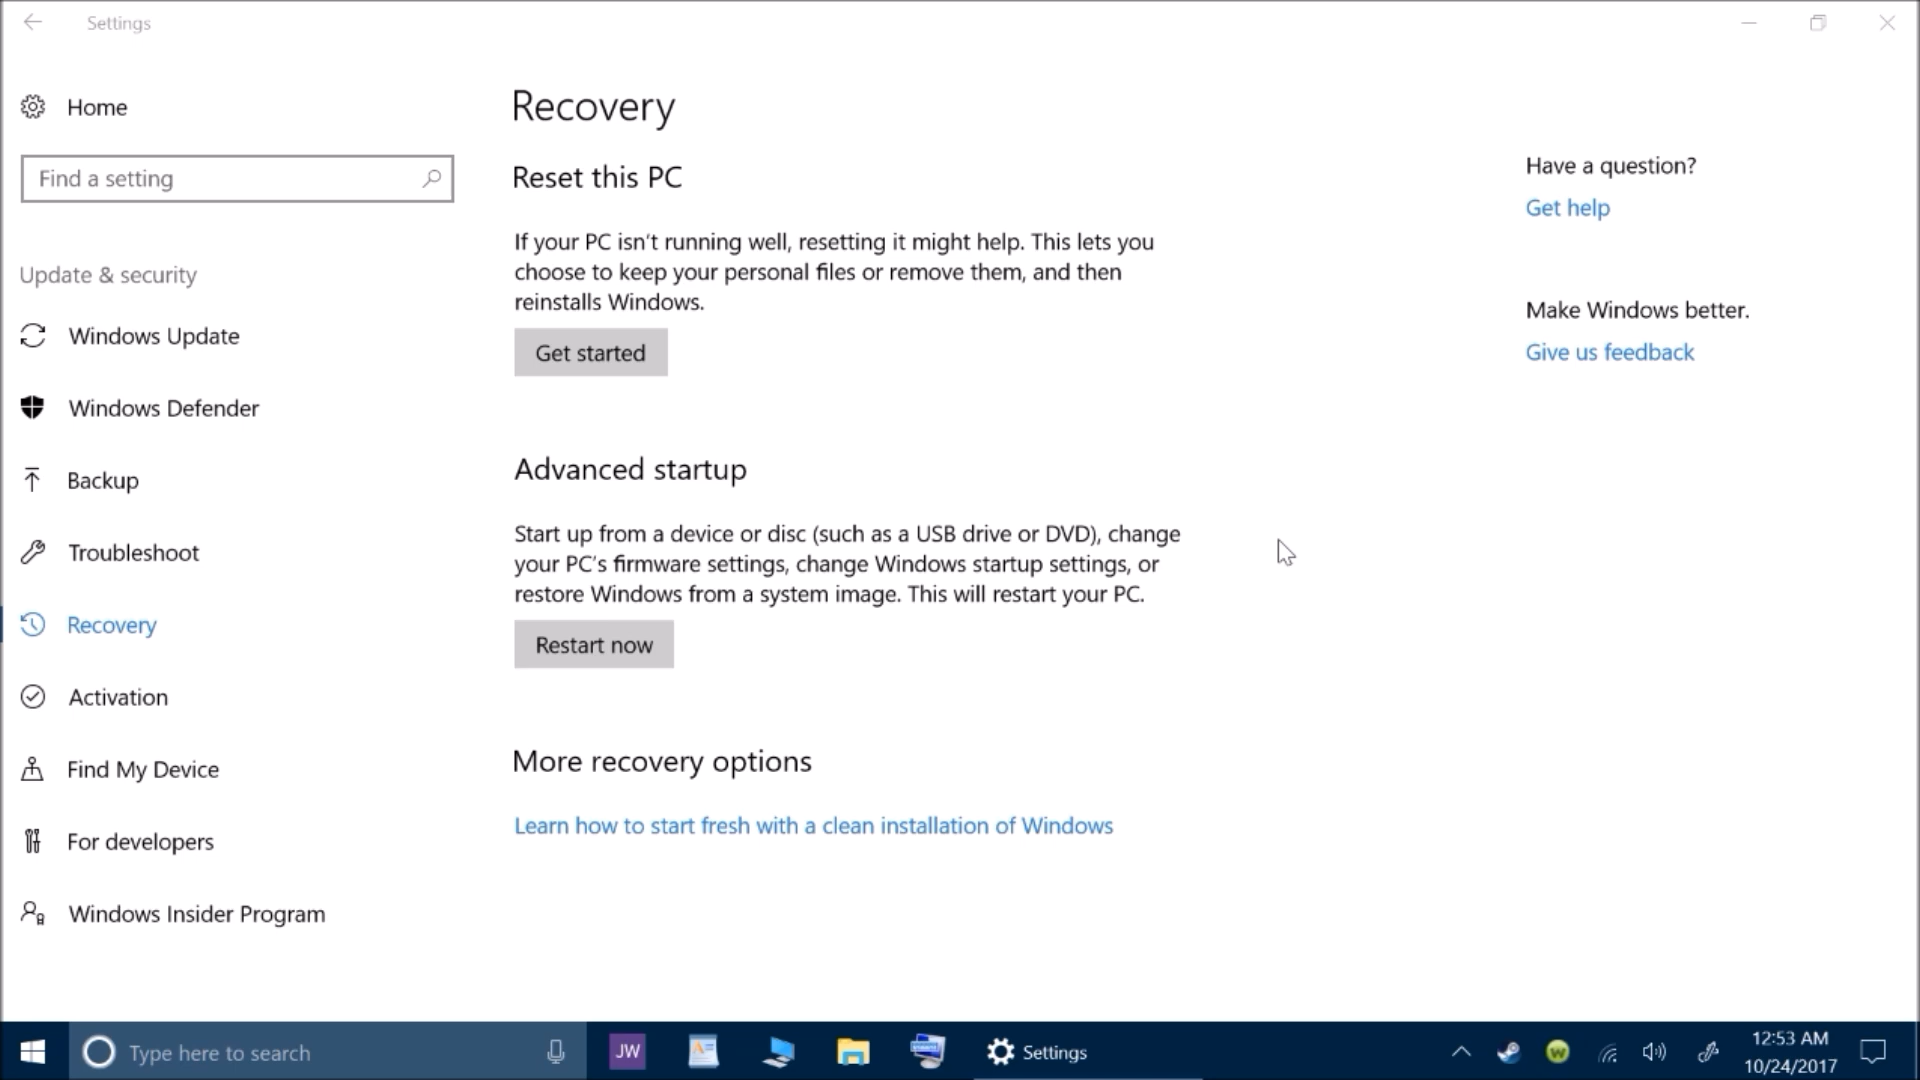 Settings
Home
Find a setting
Update & security
Windows Update
Windows Defender
Backup
Troubleshoot
Recovery
Activation
Find My Device
For developers
Windows Insider Program
Recovery
Reset this PC
If your PC isn't running well, resetting it might help. This lets you
choose to keep your personal files or remove them, and then
reinstalls Windows.
Get started
Advanced startup
Start up from a device or disc (such as a USB drive or DVD), change
your PC's firmware settings, change Windows startup settings, or
restore Windows from a system image. This will restart your PC.
Restart now
More recovery options
Learn how to start fresh with a clean installation of Windows
Have a question?
Get help
Make Windows better.
Give us feedback
Type here to search
JW
Settings
W
12:53 AM
10/24/2017